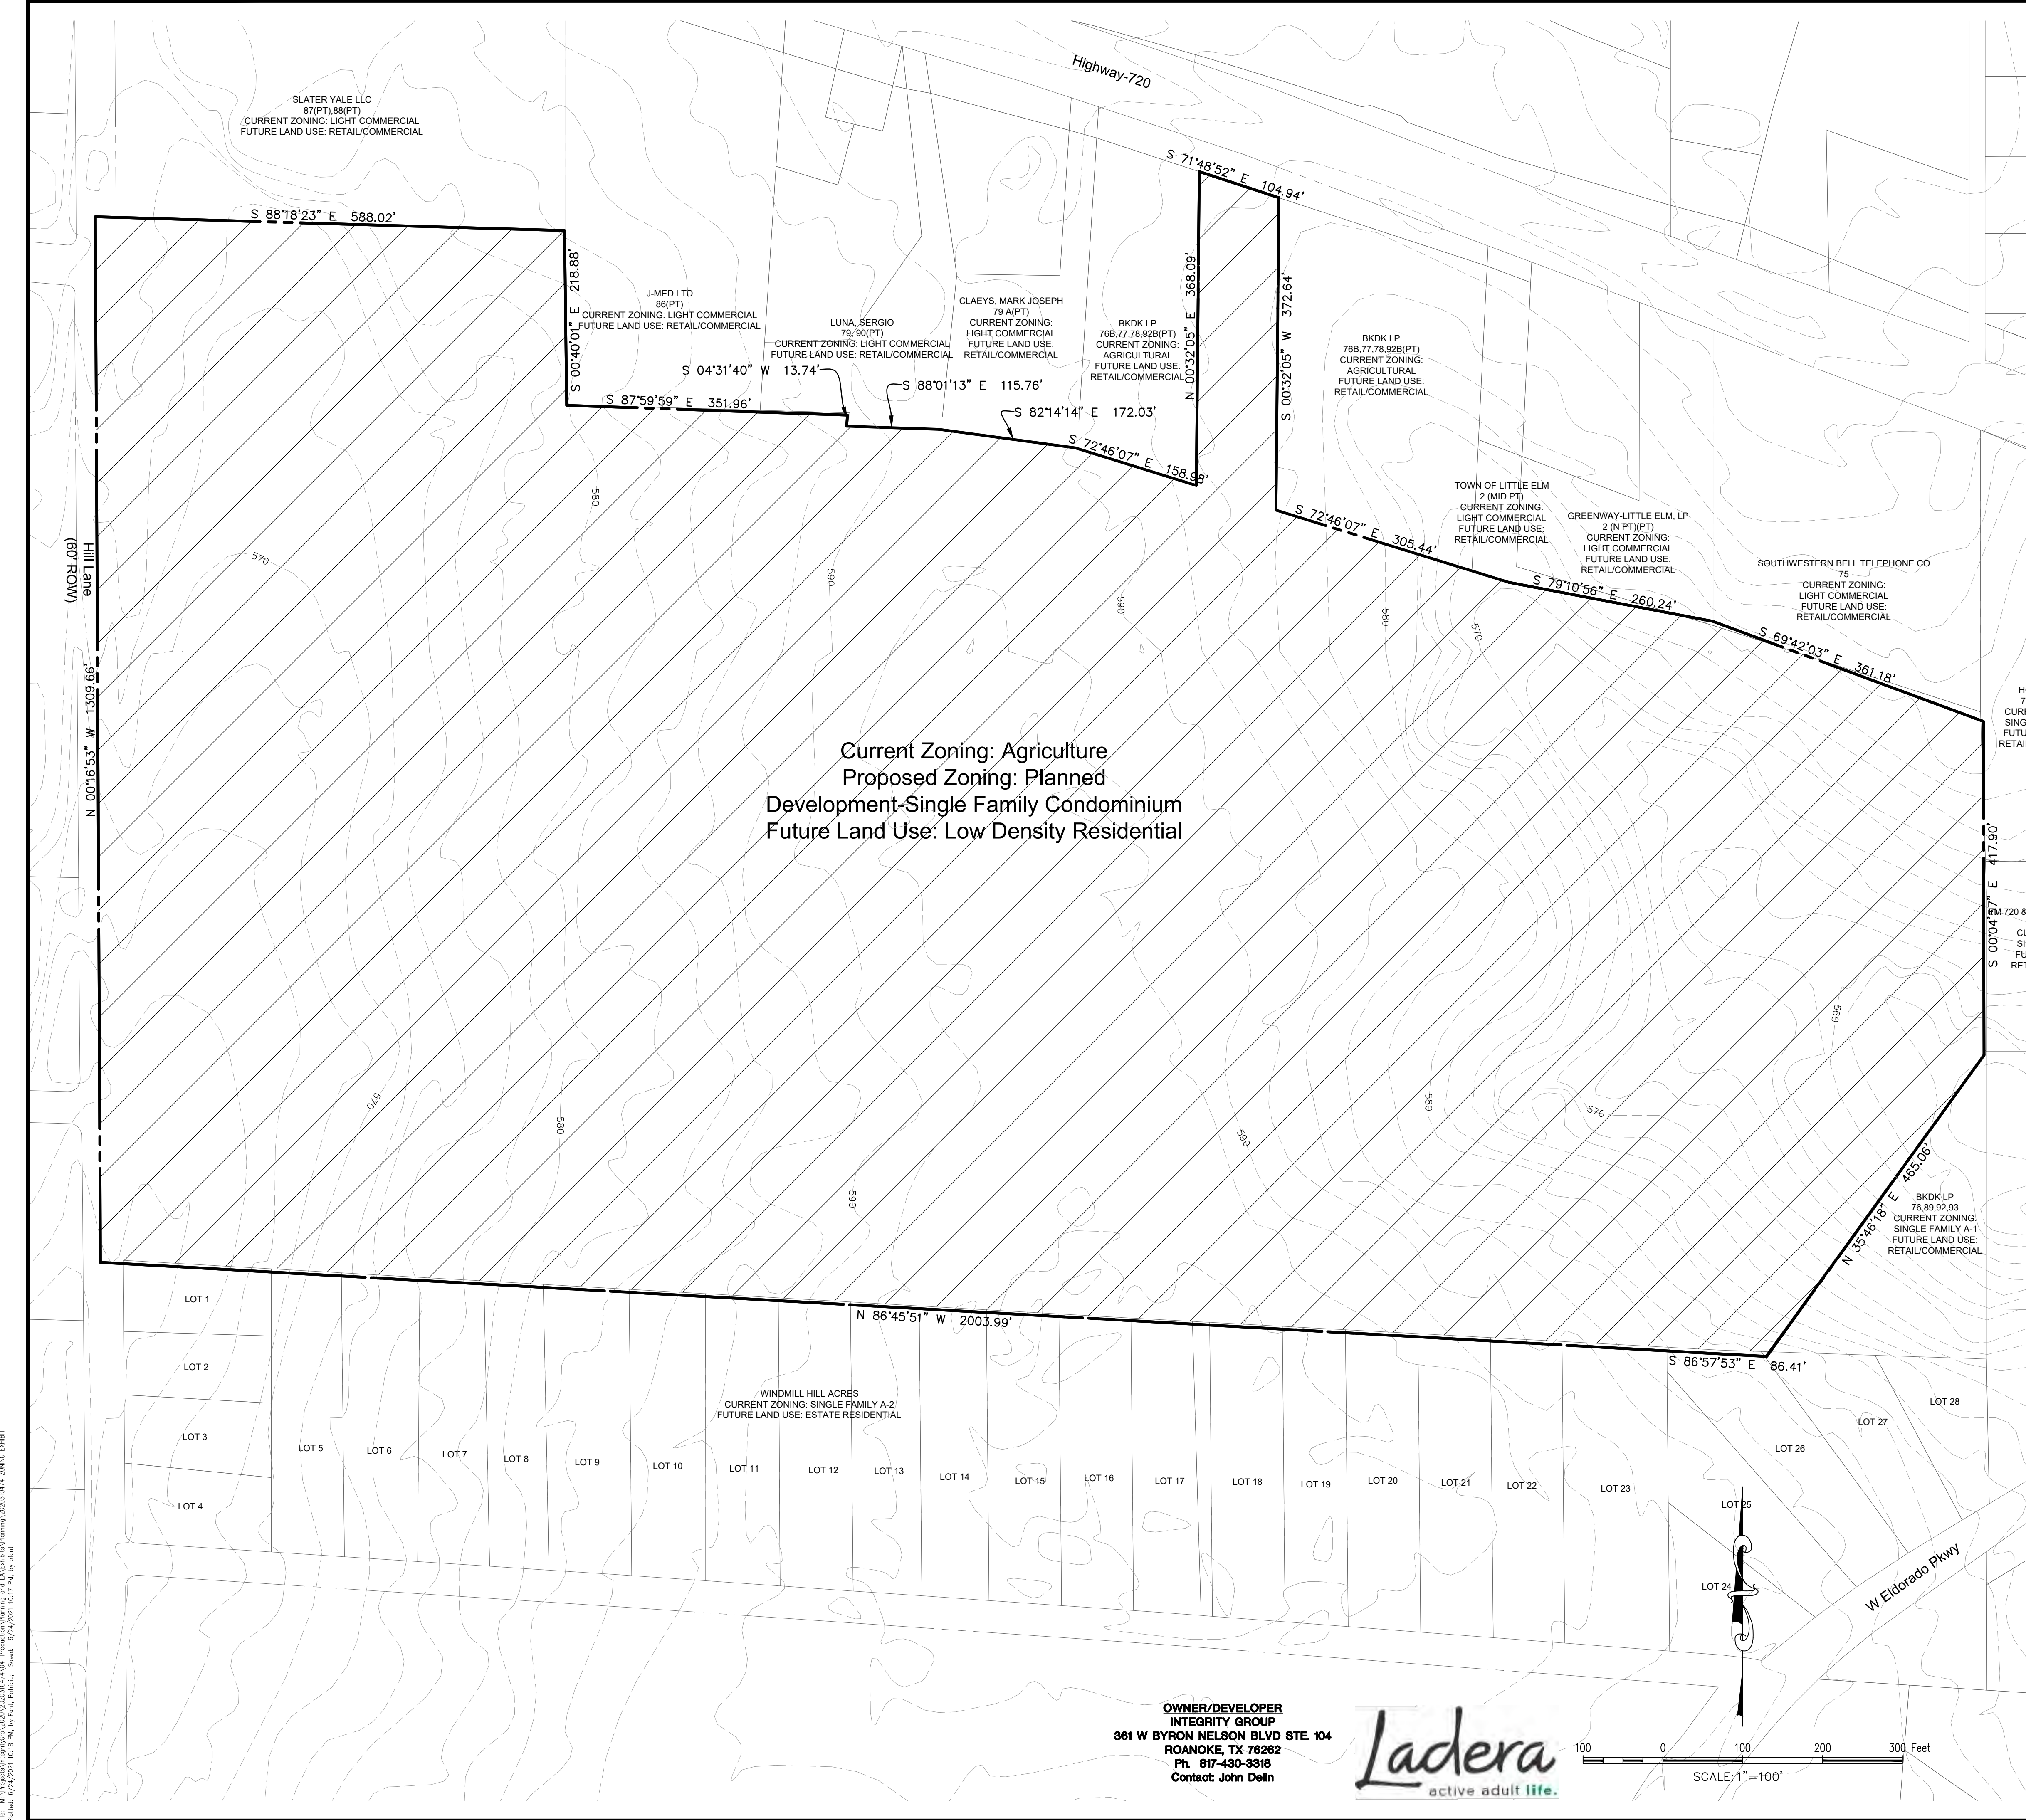 Highway-720
SLATER YALE LLC
87(PT),88(PT)
CURRENT ZONING: LIGHT COMMERCIAL
FUTURE LAND USE: RETAIL/COMMERCIAL
S 71°48'52" E 104.94'
S 88°18'23" E 588.02'
S 00°40'01" E 218.88'
J-MED LTD
86(PT)
CURRENT ZONING: LIGHT COMMERCIAL
FUTURE LAND USE: RETAIL/COMMERCIAL
LUNA, SERGIO
79, 90(PT)
CURRENT ZONING: LIGHT COMMERCIAL
FUTURE LAND USE: RETAIL/COMMERCIAL
CLAEYS, MARK JOSEPH
79 A(PT)
CURRENT ZONING:
LIGHT COMMERCIAL
FUTURE LAND USE:
RETAIL/COMMERCIAL
BKDK LP
76B,77,78,92B(PT)
CURRENT ZONING:
AGRICULTURAL
FUTURE LAND USE:
RETAIL/COMMERCIAL
N 00°32'05" E 368.09'
S 00°32'05" W 372.64'
BKDK LP
76B,77,78,92B(PT)
CURRENT ZONING:
AGRICULTURAL
FUTURE LAND USE:
RETAIL/COMMERCIAL
S 04°31'40" W 13.74'
S 88°01'13" E 115.76'
S 87°59'59" E 351.96'
S 82°14'14" E 172.03'
S 72°46'07" E 158.98'
TOWN OF LITTLE ELM
2 (MID PT)
CURRENT ZONING:
LIGHT COMMERCIAL
FUTURE LAND USE:
RETAIL/COMMERCIAL
GREENWAY-LITTLE ELM, LP
2 (N PT)(PT)
CURRENT ZONING:
LIGHT COMMERCIAL
FUTURE LAND USE:
RETAIL/COMMERCIAL
SOUTHWESTERN BELL TELEPHONE CO
75
CURRENT ZONING:
LIGHT COMMERCIAL
FUTURE LAND USE:
RETAIL/COMMERCIAL
S 72°46'07" E 305.44'
S 79°10'56" E 260.24'
S 69°42'03" E 361.18'
580
570
590
590
580
570
Hill Lane
(60' ROW)
N 00°16'53" W 1309.66'
Current Zoning: Agriculture
Proposed Zoning: Planned
Development-Single Family Condominium
Future Land Use: Low Density Residential
S 00°04'57" E 417.90'
560
570
580
590
590
580
570
N 35°46'18" E 465.06'
BKDK LP
76,89,92,93
CURRENT ZONING:
SINGLE FAMILY A-1
FUTURE LAND USE:
RETAIL/COMMERCIAL
N 86°45'51" W 2003.99'
S 86°57'53" E 86.41'
WINDMILL HILL ACRES
CURRENT ZONING: SINGLE FAMILY A-2
FUTURE LAND USE: ESTATE RESIDENTIAL
LOT 1
LOT 2
LOT 3
LOT 4
LOT 5
LOT 6
LOT 7
LOT 8
LOT 9
LOT 10
LOT 11
LOT 12
LOT 13
LOT 14
LOT 15
LOT 16
LOT 17
LOT 18
LOT 19
LOT 20
LOT 21
LOT 22
LOT 23
LOT 24
LOT 25
LOT 26
LOT 27
LOT 28
W Eldorado Pkwy
OWNER/DEVELOPER
INTEGRITY GROUP
361 W BYRON NELSON BLVD STE. 104
ROANOKE, TX 76262
Ph. 817-430-3318
Contact: John Delin
Ladera
active adult life.
100 0 100 200 300 Feet
SCALE: 1"=100'